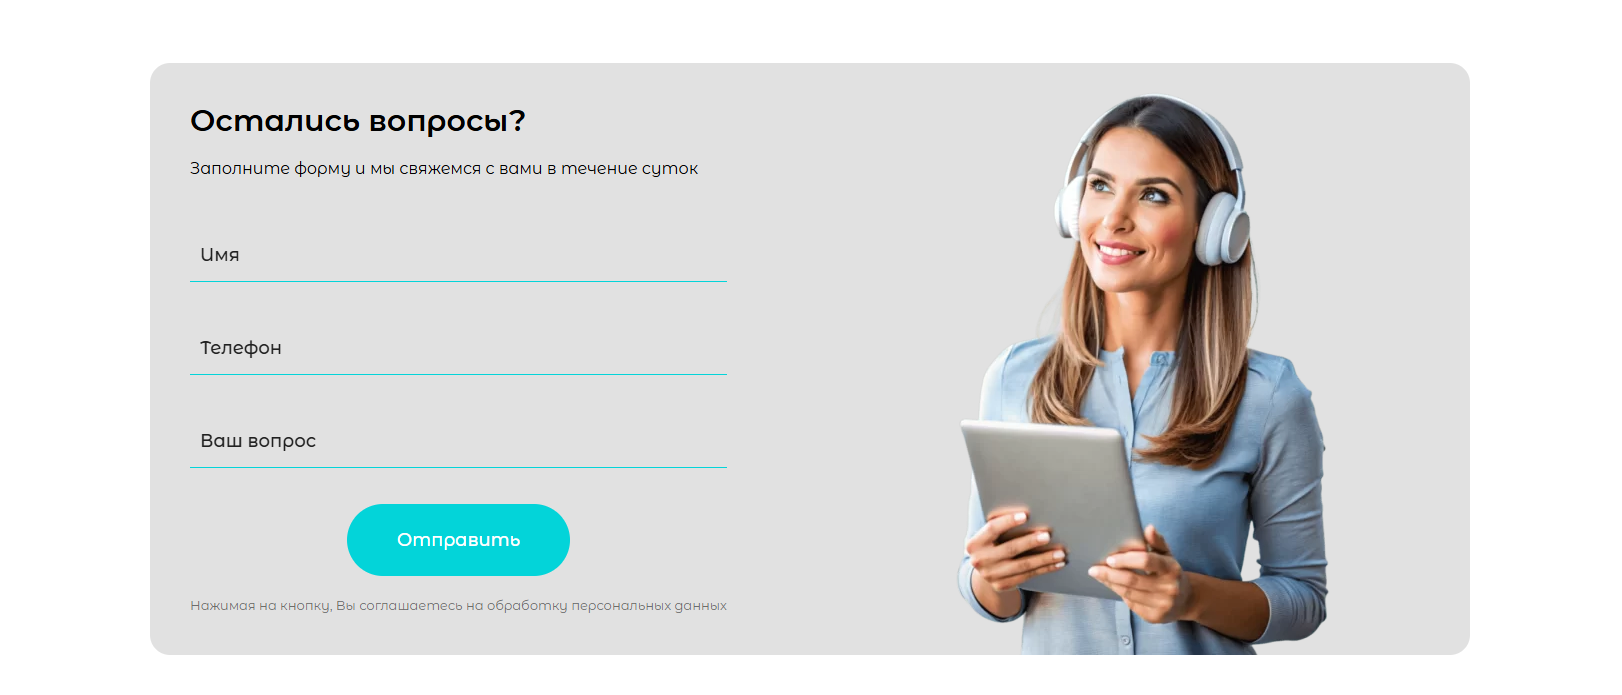 Остались вопросы?
Заполните форму и мы свяжемся с вами в течение суток
Имя
Телефон
Ваш вопрос
Отправить
Нажимая на кнопку, Вы соглашаетесь на обработку персональных данных